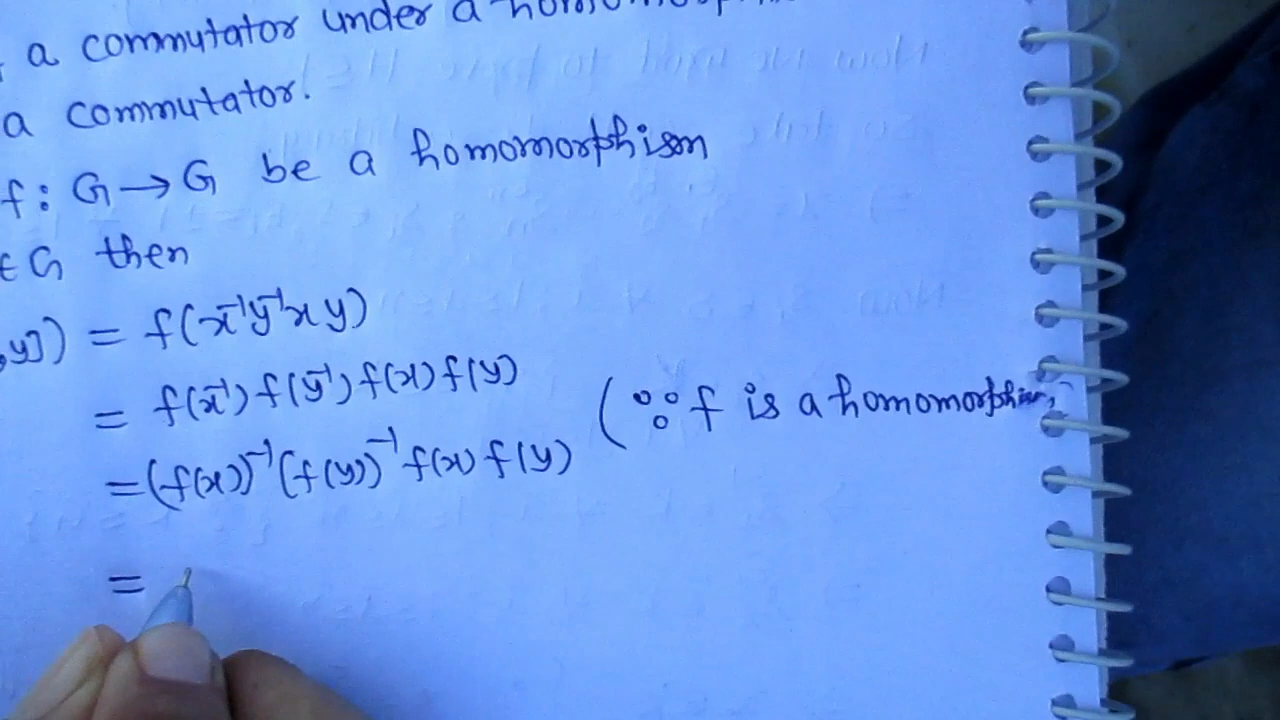 a commutator under a
a commutator.
f: G → G be a homomorphism
∈ G then
,y]) = f(x⁻¹y⁻¹xy)
= f(x⁻¹) f(y⁻¹) f(x) f(y)
(∵ f is a homomorphism
= (f(x))⁻¹ (f(y))⁻¹ f(x) f(y)
=